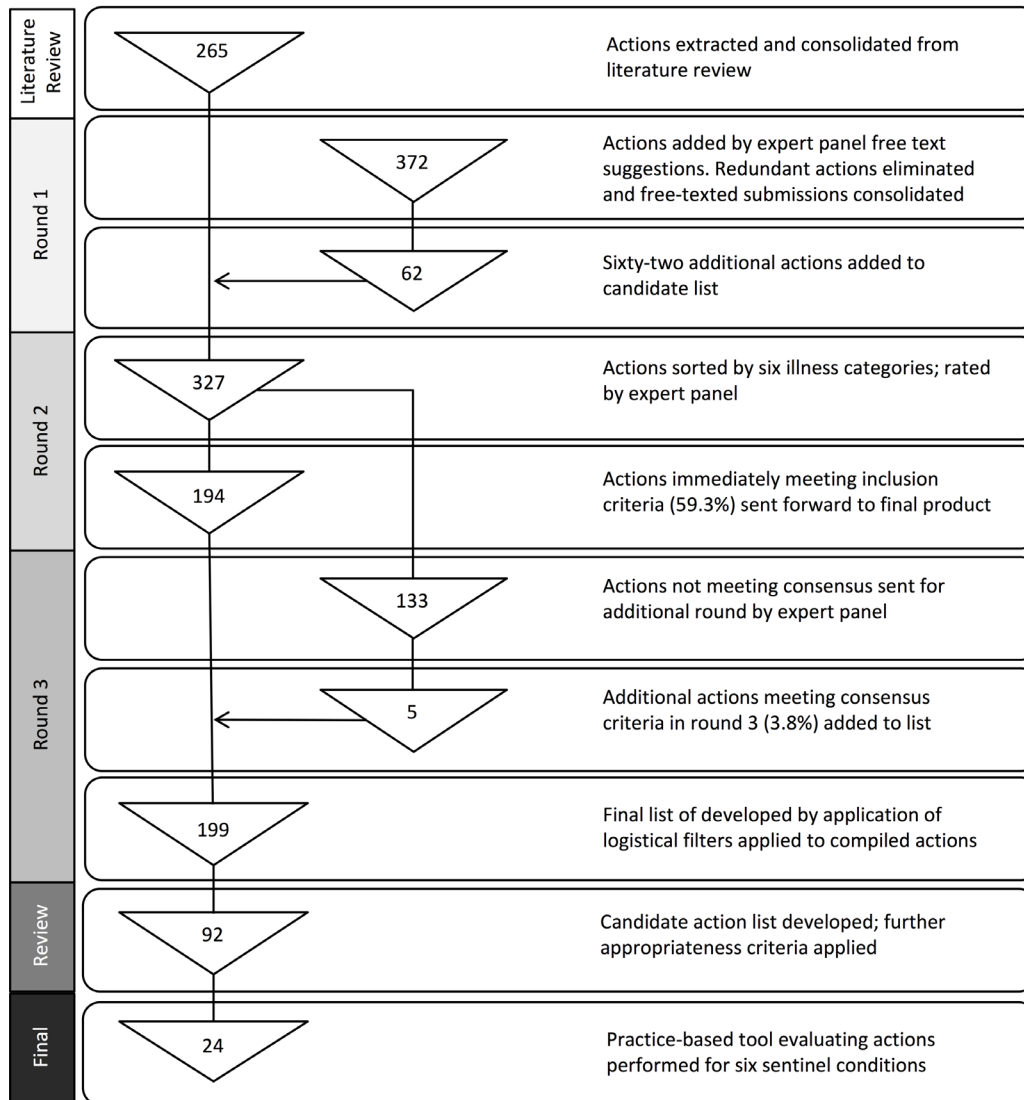 Literature
Review
265
Actions extracted and consolidated from
literature review
Round 1
372
Actions added by expert panel free text
suggestions. Redundant actions eliminated
and free-texted submissions consolidated
62
Sixty-two additional actions added to
candidate list
Round 2
327
Actions sorted by six illness categories; rated
by expert panel
194
Actions immediately meeting inclusion
criteria (59.3%) sent forward to final product
Round 3
133
Actions not meeting consensus sent for
additional round by expert panel
5
Additional actions meeting consensus
criteria in round 3 (3.8%) added to list
199
Final list of developed by application of
logistical filters applied to compiled actions
Review
92
Candidate action list developed; further
appropriateness criteria applied
Final
24
Practice-based tool evaluating actions
performed for six sentinel conditions